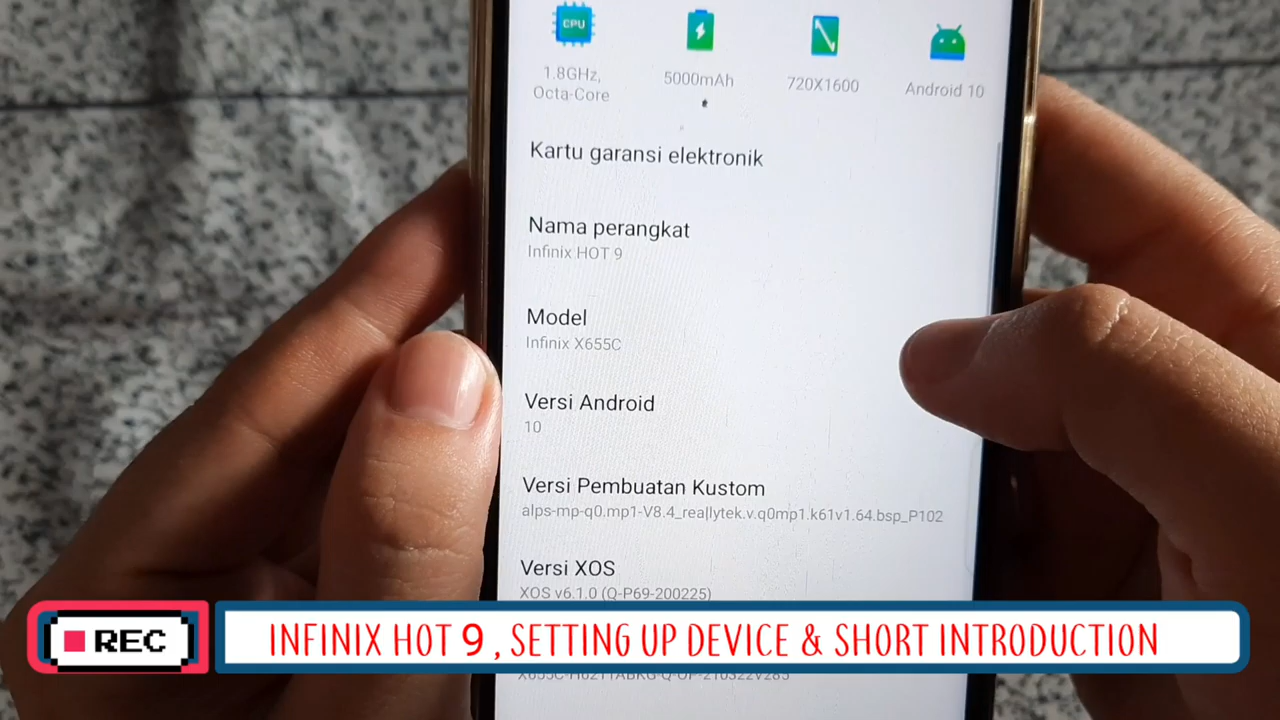 CPU
1.8GHz,
Octa-Core
5000mAh
720X1600
Android 10
Kartu garansi elektronik
Nama perangkat
Infinix HOT 9
Model
Infinix X655C
Versi Android
10
Versi Pembuatan Kustom
alps-mp-q0.mp1-V8.4_reallytek.v.q0mp1.k61v1.64.bsp_P102
Versi XOS
XOS v6.1.0 (Q-P69-200225)
REC
INFINIX HOT 9 , SETTING UP DEVICE & SHORT INTRODUCTION